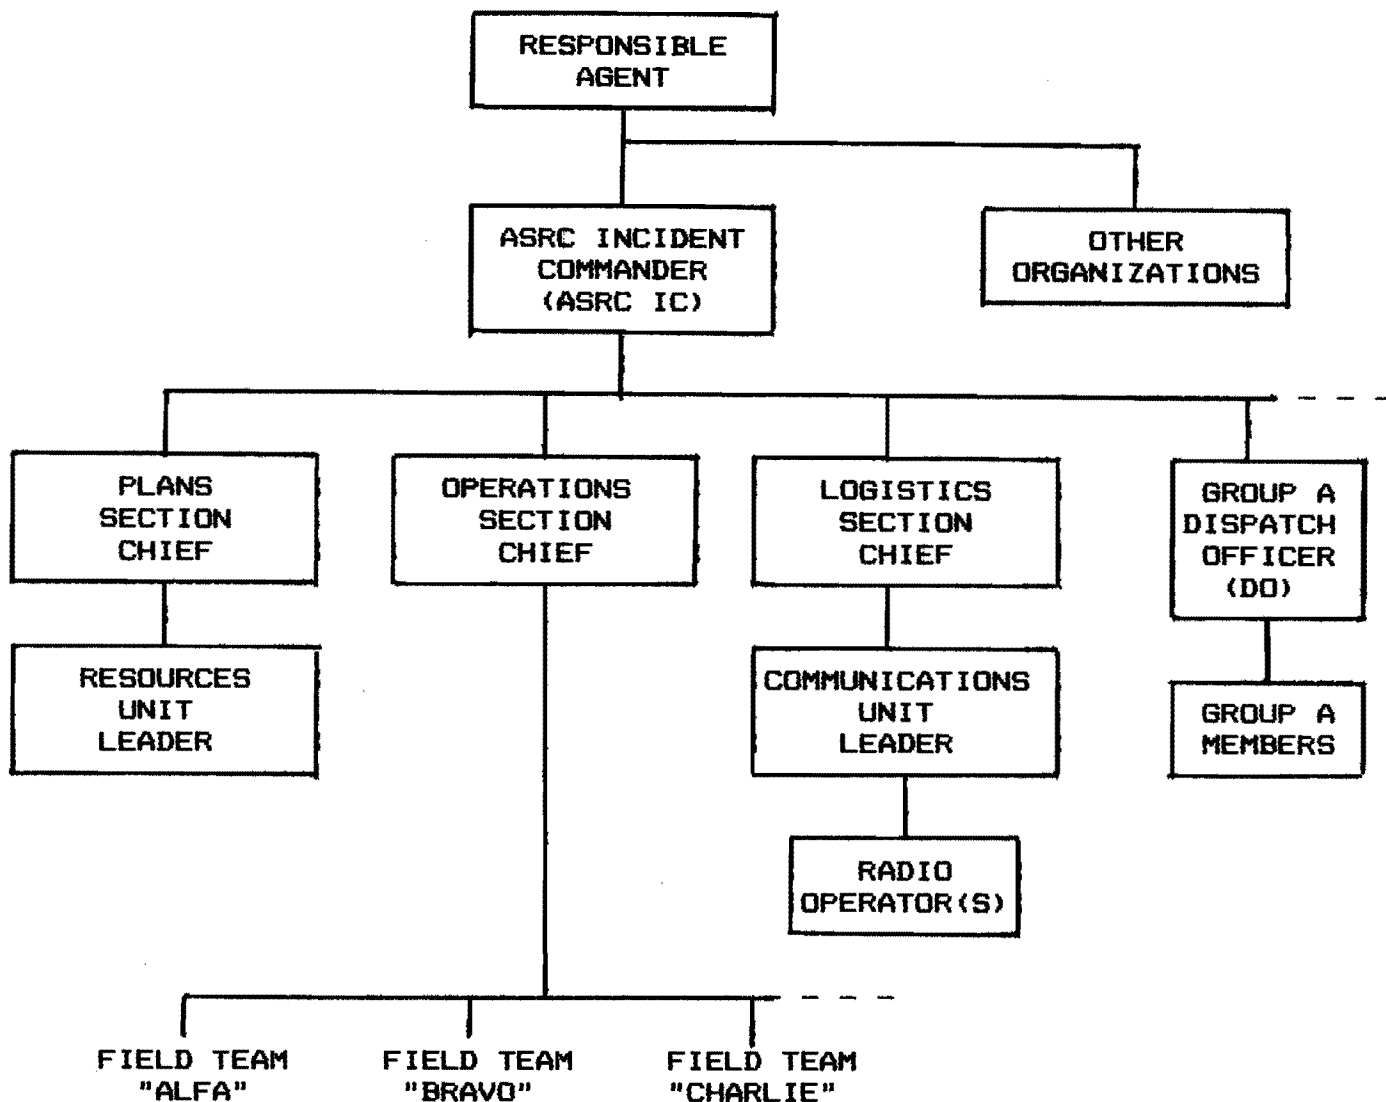 RESPONSIBLE
AGENT
ASRC INCIDENT
COMMANDER
(ASRC IC)
OTHER
ORGANIZATIONS
PLANS
SECTION
CHIEF
OPERATIONS
SECTION
CHIEF
LOGISTICS
SECTION
CHIEF
GROUP A
DISPATCH
OFFICER
(DO)
RESOURCES
UNIT
LEADER
COMMUNICATIONS
UNIT
LEADER
GROUP A
MEMBERS
RADIO
OPERATOR(S)
FIELD TEAM
"ALFA"
FIELD TEAM
"BRAVO"
FIELD TEAM
"CHARLIE"